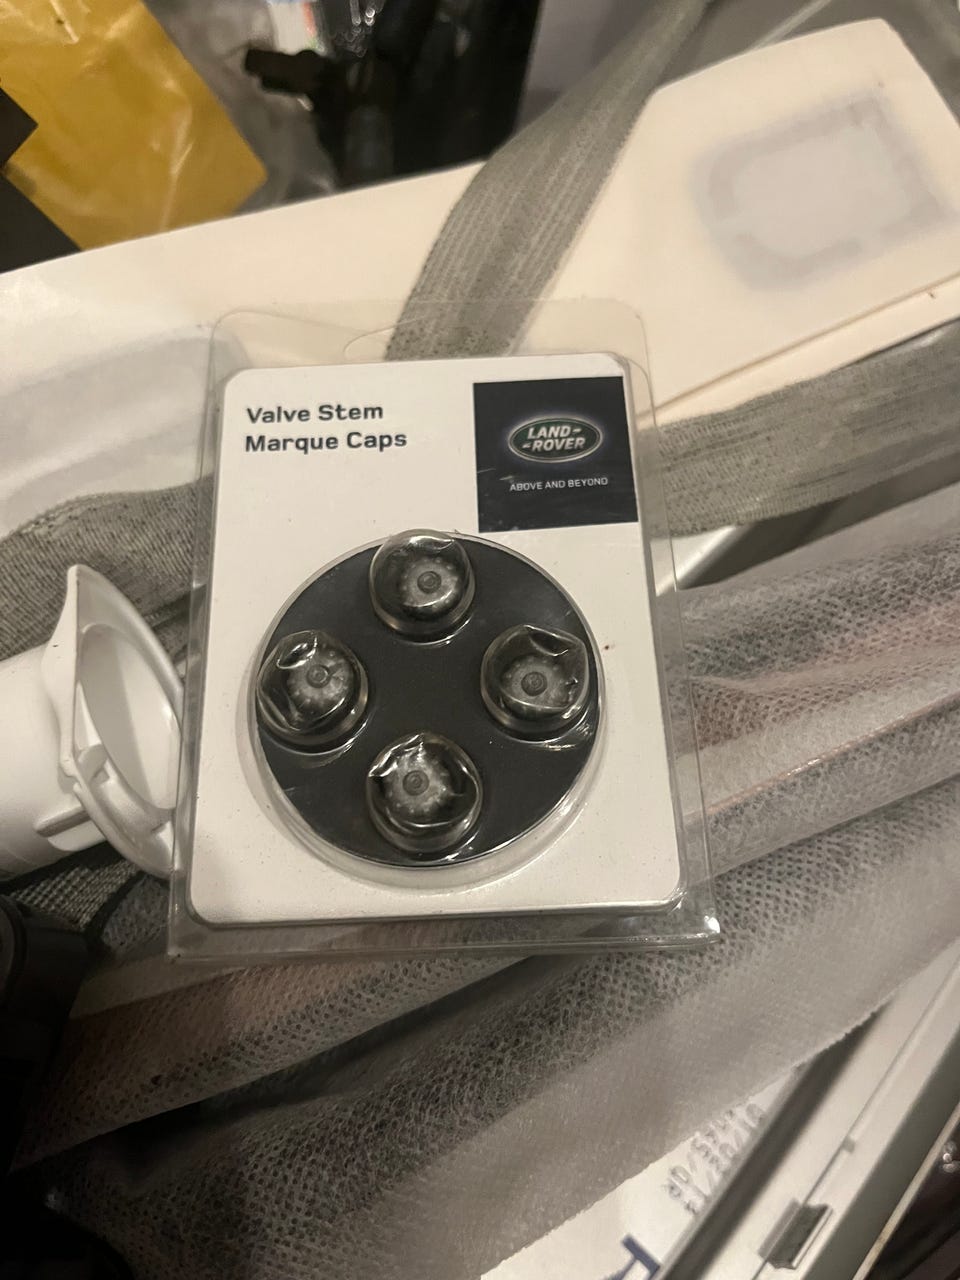 Valve Stem
Marque Caps
LAND-
-ROVER
ABOVE AND BEYOND